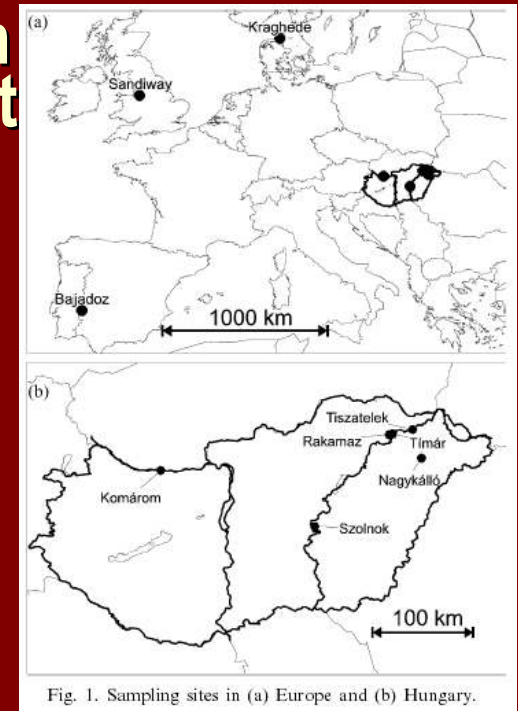 n
t
(a)
Kraghede
Sandiway
Bajadoz
1000 km
(b)
Tiszatelek
Rakamaz
Tímár
Nagykálló
Komárom
Szolnok
100 km
Fig. 1. Sampling sites in (a) Europe and (b) Hungary.